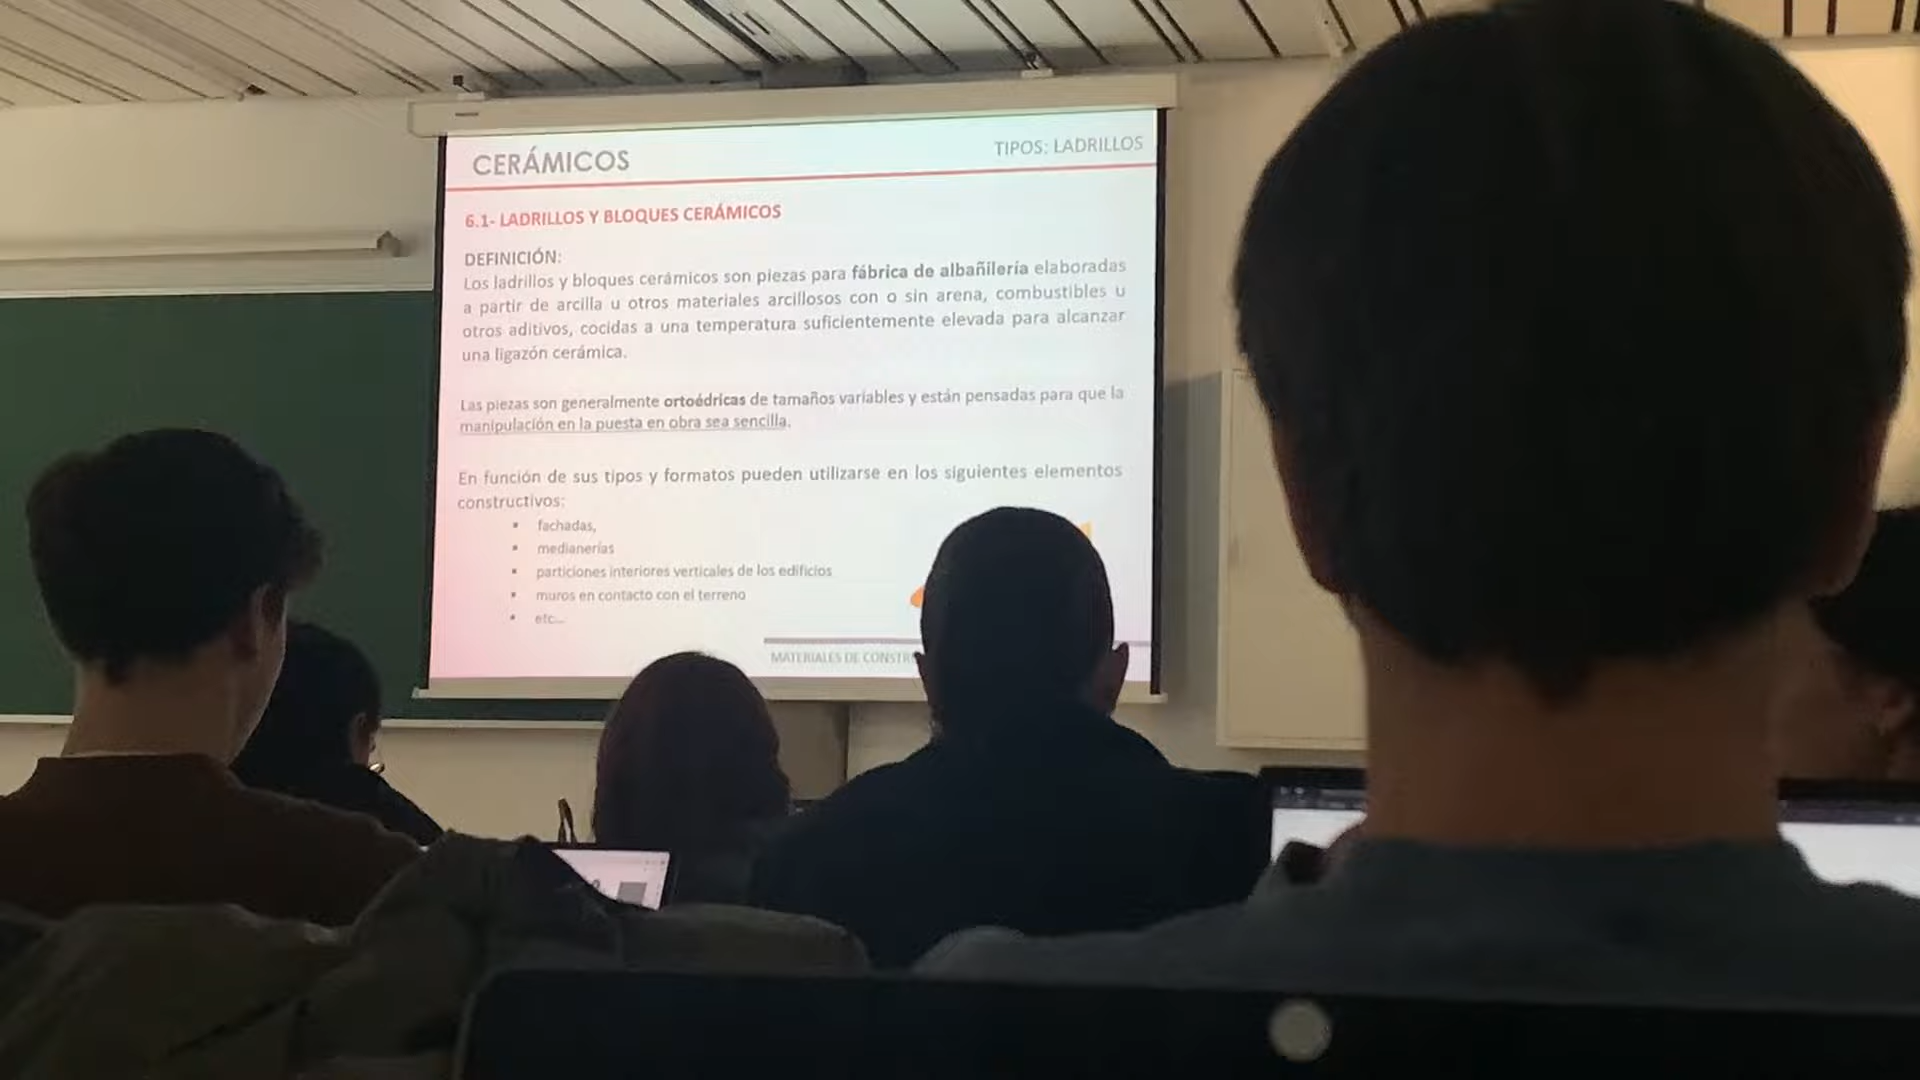 CERÁMICOS
TIPOS: LADRILLOS
6.1- LADRILLOS Y BLOQUES CERÁMICOS
DEFINICIÓN:
Los ladrillos y bloques cerámicos son piezas para fábrica de albañilería elaboradas
a partir de arcilla u otros materiales arcillosos con o sin arena, combustibles u
otros aditivos, cocidas a una temperatura suficientemente elevada para alcanzar
una ligazón cerámica.
Las piezas son generalmente ortoédricas de tamaños variables y están pensadas para que la
manipulación en la puesta en obra sea sencilla.
En función de sus tipos y formatos pueden utilizarse en los siguientes elementos
constructivos:
▪ fachadas,
▪ medianerías
▪ particiones interiores verticales de los edificios
▪ muros en contacto con el terreno
▪ etc...
MATERIALES DE CONSTR